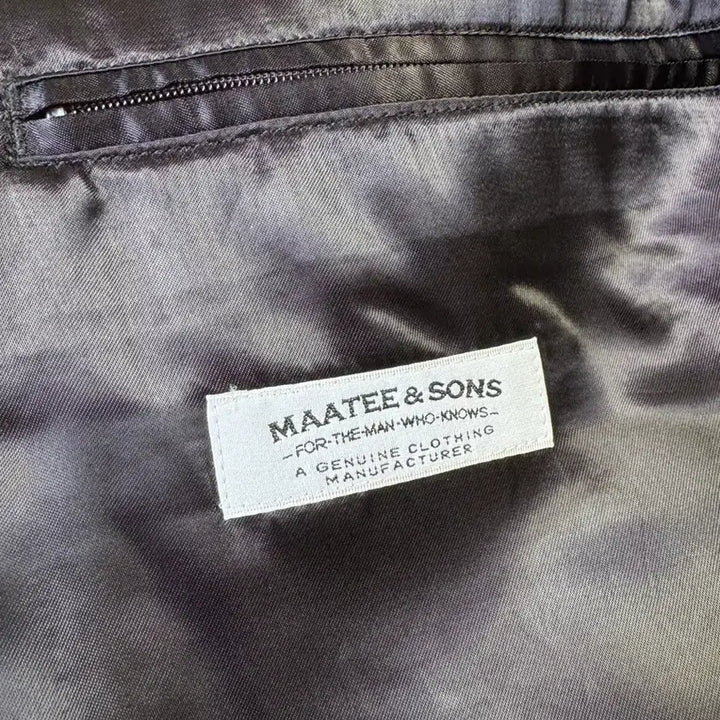 MAATEE & SONS
-FOR-THE-MAN-WHO-KNOWS-
A GENUINE CLOTHING
MANUFACTURER